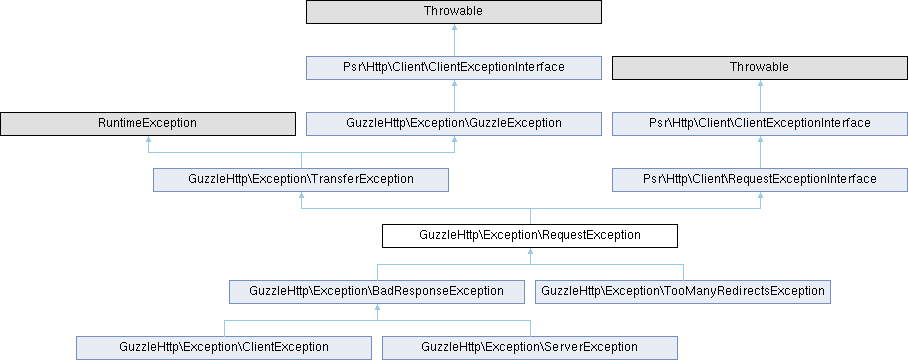 Throwable
Psr\Http\Client\ClientExceptionInterface
Throwable
RuntimeException
GuzzleHttp\Exception\GuzzleException
Psr\Http\Client\ClientExceptionInterface
GuzzleHttp\Exception\TransferException
Psr\Http\Client\RequestExceptionInterface
GuzzleHttp\Exception\RequestException
GuzzleHttp\Exception\BadResponseException
GuzzleHttp\Exception\TooManyRedirectsException
GuzzleHttp\Exception\ClientException
GuzzleHttp\Exception\ServerException